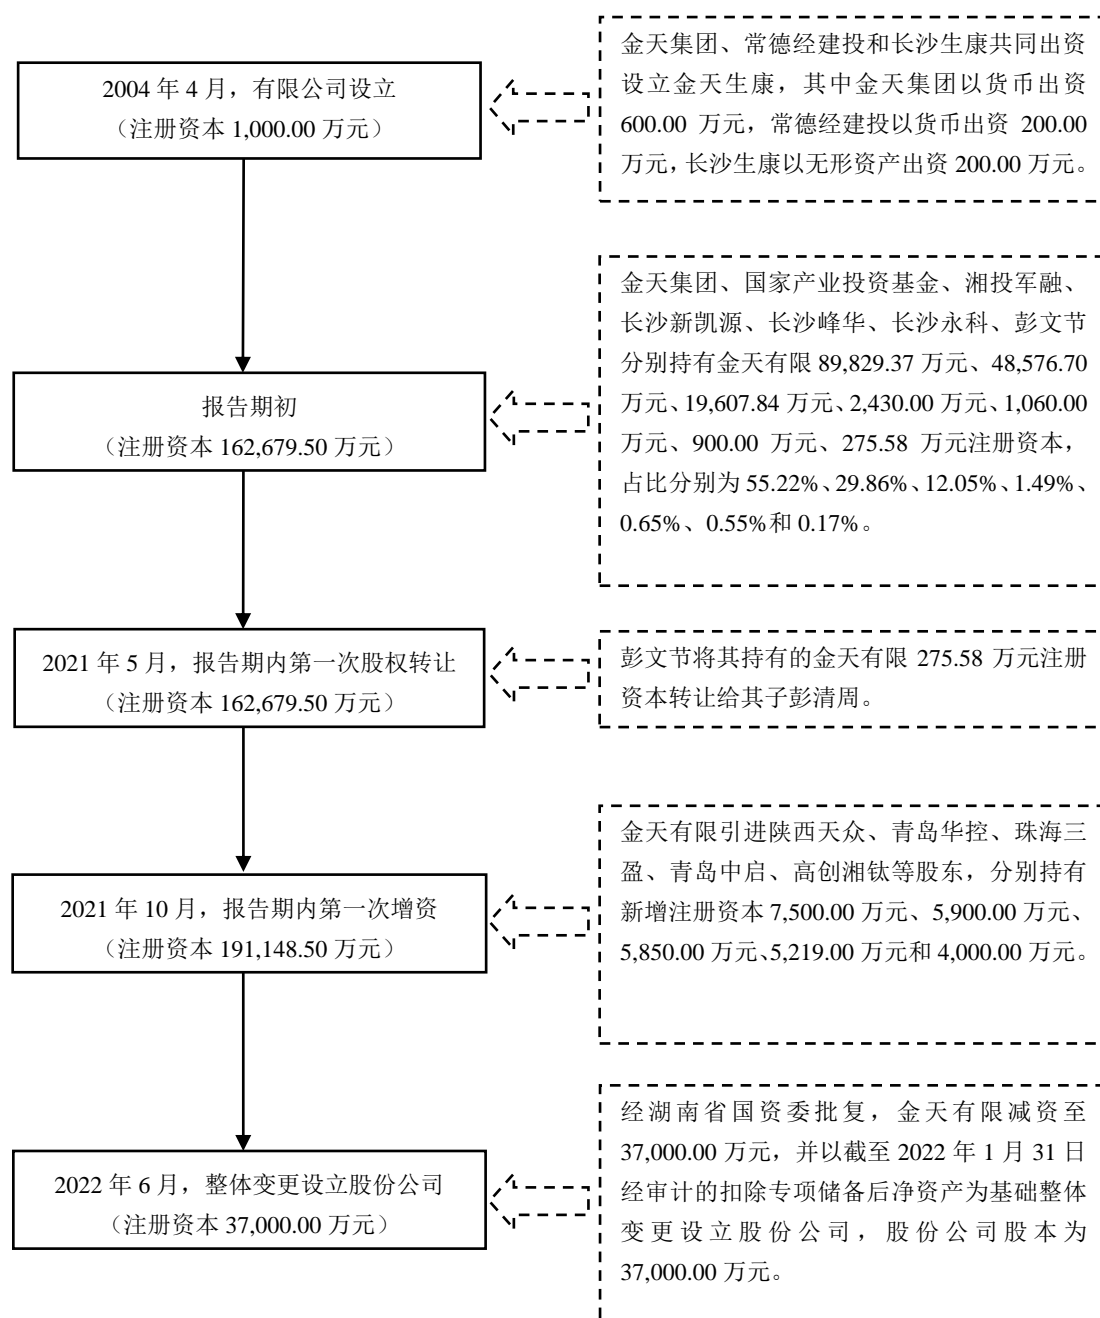 2004 年 4 月，有限公司设立
（注册资本 1,000.00 万元）
金天集团、常德经建投和长沙生康共同出资
设立金天生康，其中金天集团以货币出资
600.00 万元，常德经建投以货币出资 200.00
万元，长沙生康以无形资产出资 200.00 万元。
报告期初
（注册资本 162,679.50 万元）
金天集团、国家产业投资基金、湘投军融、
长沙新凯源、长沙峰华、长沙永科、彭文节
分别持有金天有限 89,829.37 万元、48,576.70
万元、19,607.84 万元、2,430.00 万元、1,060.00
万元、900.00 万元、275.58 万元注册资本，
占比分别为 55.22%、29.86%、12.05%、1.49%、
0.65%、0.55%和 0.17%。
2021 年 5 月，报告期内第一次股权转让
（注册资本 162,679.50 万元）
彭文节将其持有的金天有限 275.58 万元注册
资本转让给其子彭清周。
2021 年 10 月，报告期内第一次增资
（注册资本 191,148.50 万元）
金天有限引进陕西天众、青岛华控、珠海三
盈、青岛中启、高创湘钛等股东，分别持有
新增注册资本 7,500.00 万元、5,900.00 万元、
5,850.00 万元、5,219.00 万元和 4,000.00 万元。
2022 年 6 月，整体变更设立股份公司
（注册资本 37,000.00 万元）
经湖南省国资委批复，金天有限减资至
37,000.00 万元，并以截至 2022 年 1 月 31 日
经审计的扣除专项储备后净资产为基础整体
变更设立股份公司，股份公司股本为
37,000.00 万元。